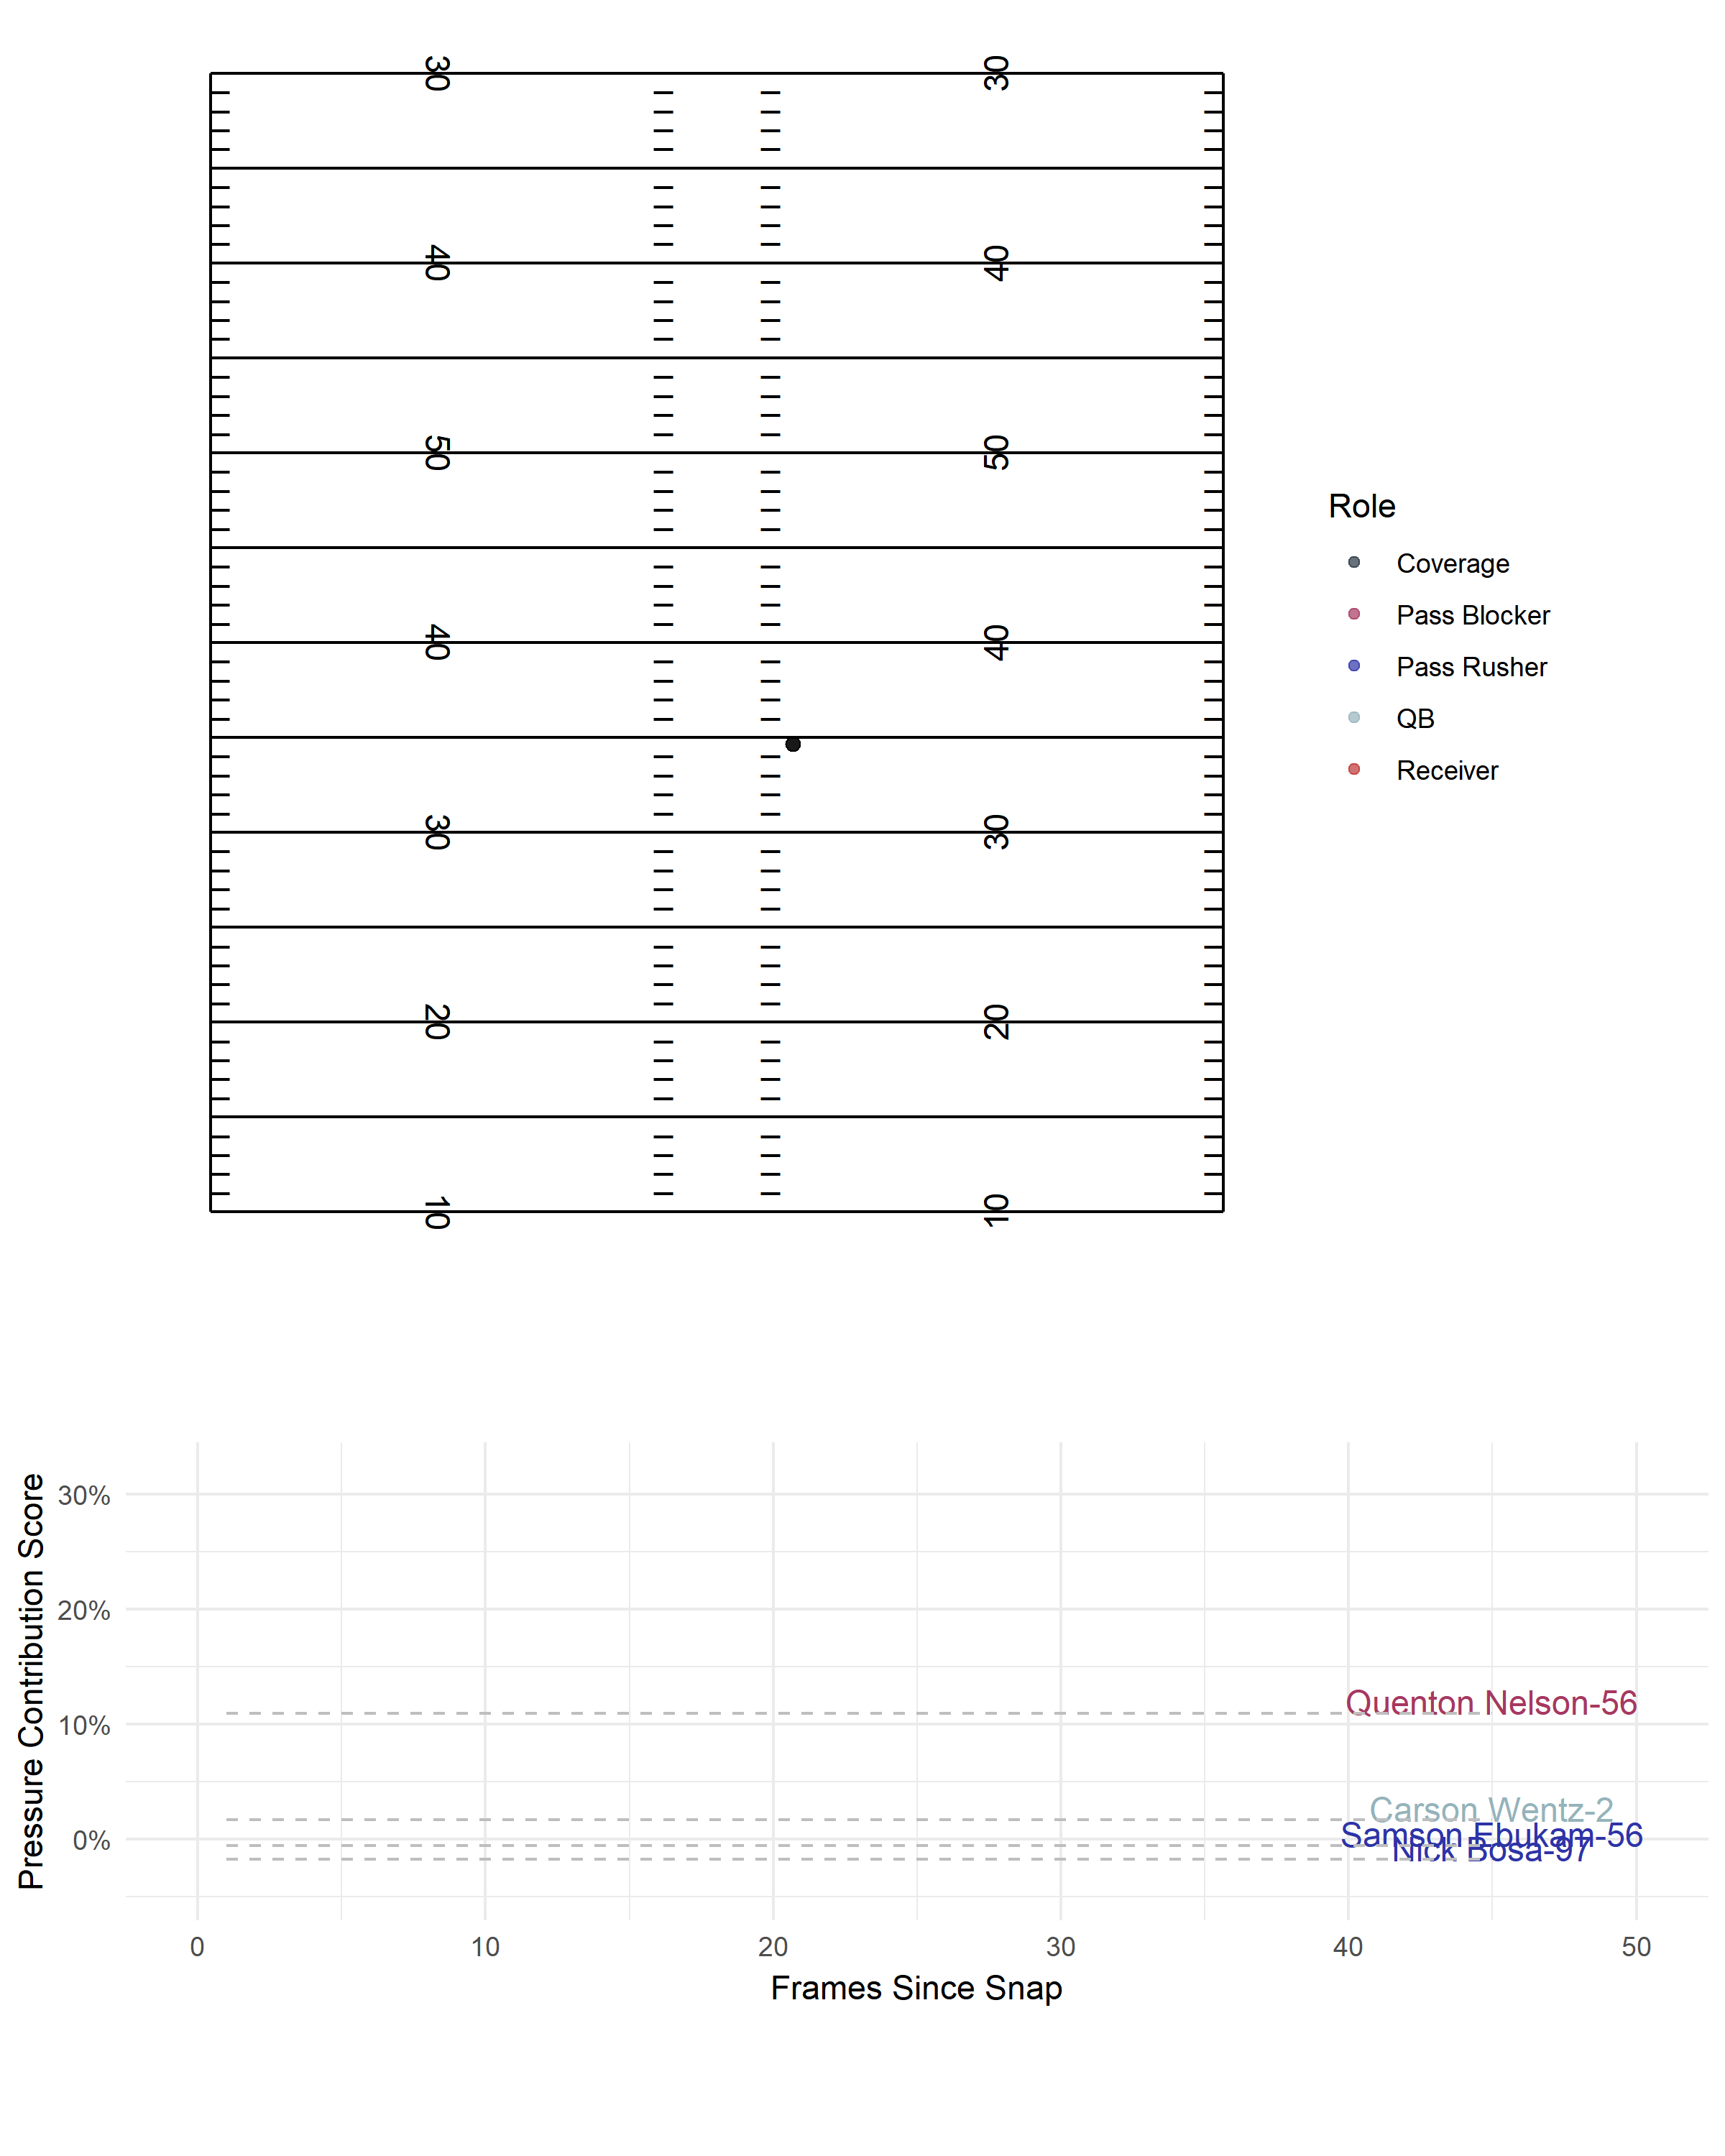 30 30
40 40
50 50
40 40
30 30
20 20
10 10
Role
Coverage
Pass Blocker
Pass Rusher
QB
Receiver
Pressure Contribution Score
30%
20%
10%
0%
Quenton Nelson-56
Carson Wentz-2
Samson Ebukam-56
Nick Bosa-97
0 10 20 30 40 50
Frames Since Snap